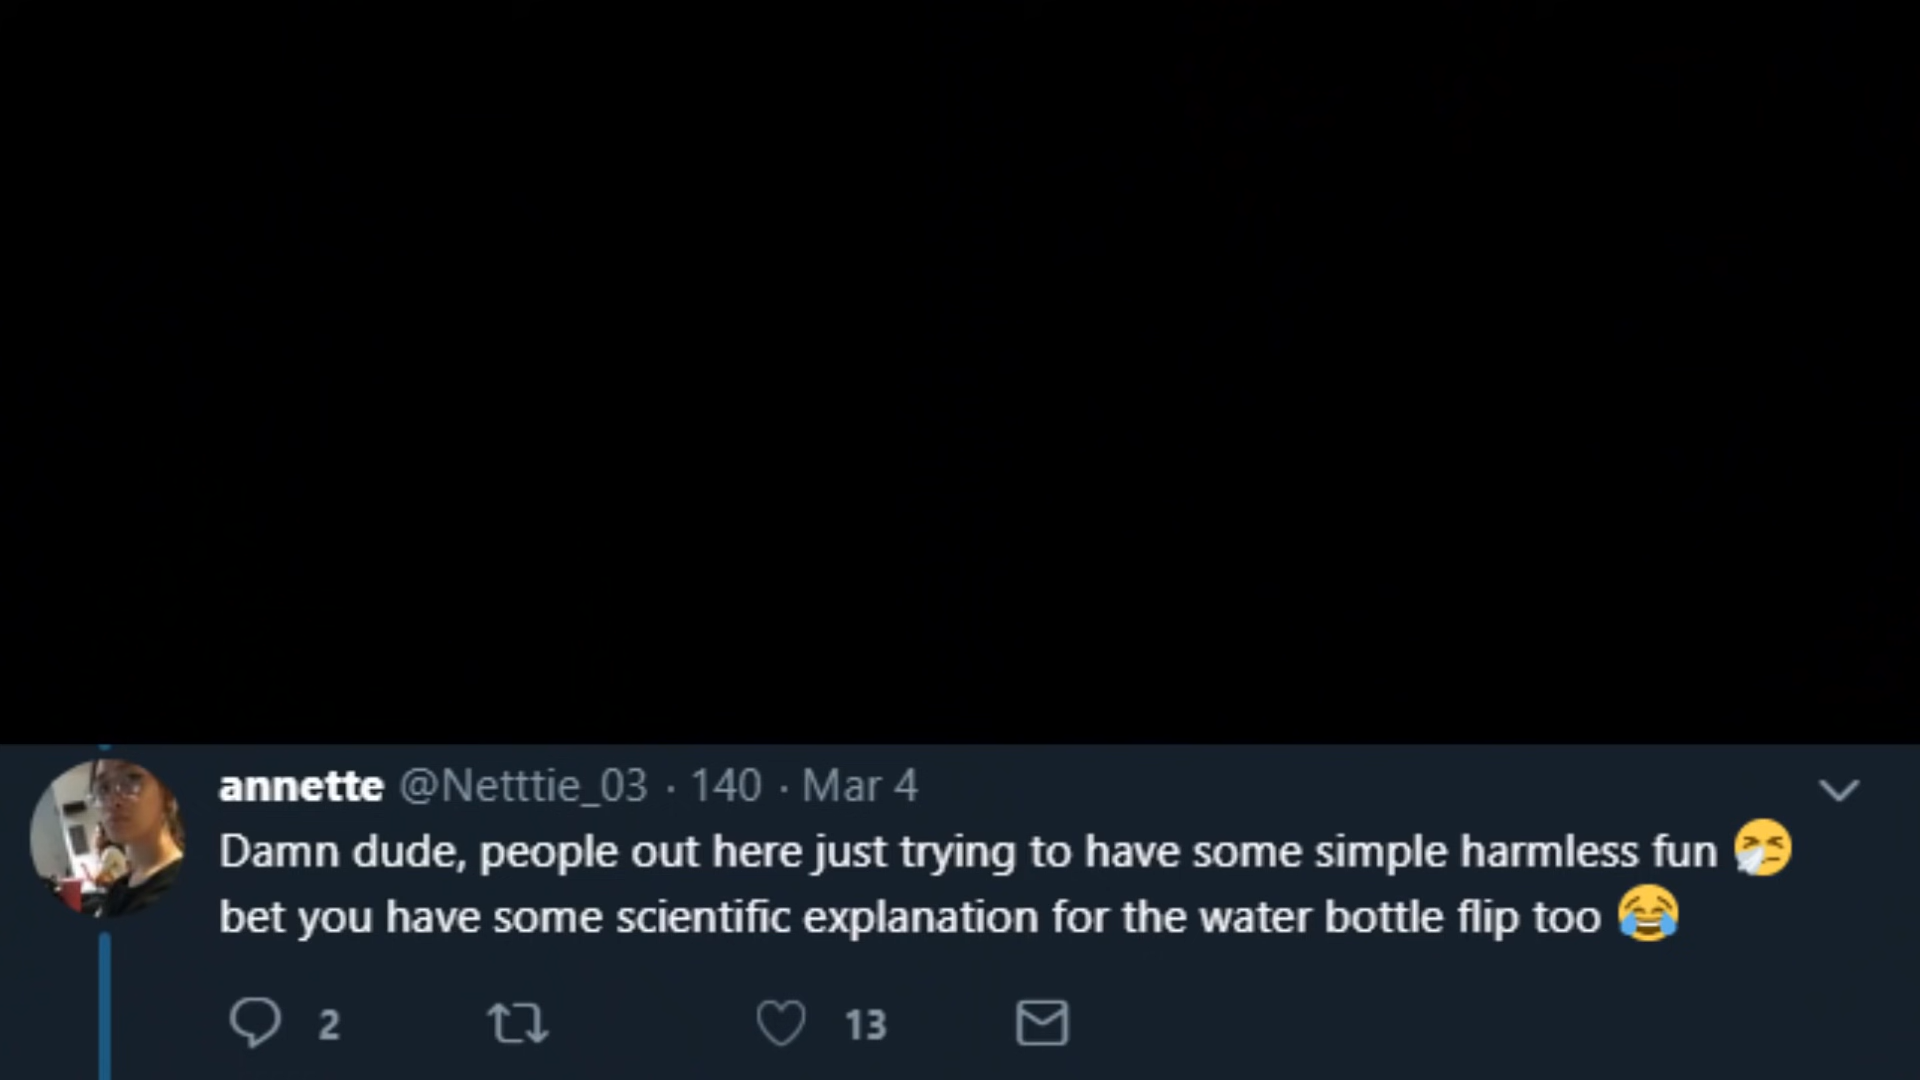 annette @Netttie_03 · 140 · Mar 4
Damn dude, people out here just trying to have some simple harmless fun 🤧
bet you have some scientific explanation for the water bottle flip too 😂
2 13